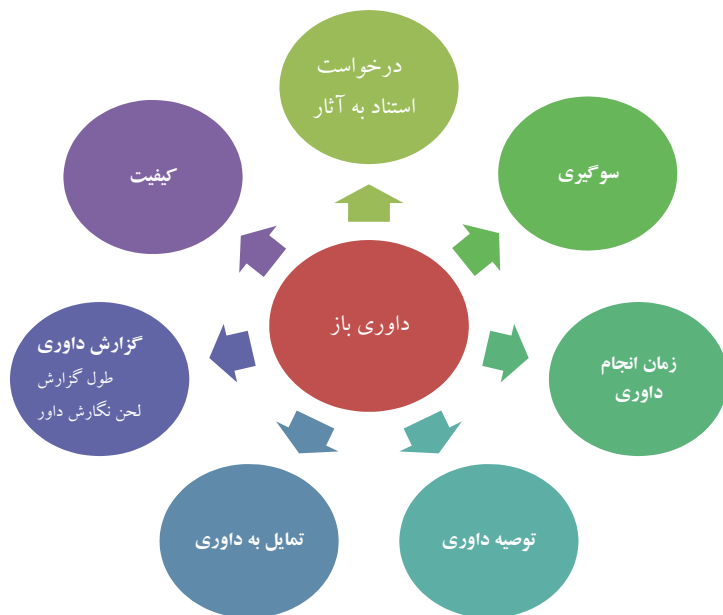 درخواست
استناد به آثار
سوگیری
کیفیت
داوری باز
زمان انجام
داوری
گزارش داوری
طول گزارش
لحن نگارش داور
توصیه داوری
تمایل به داوری